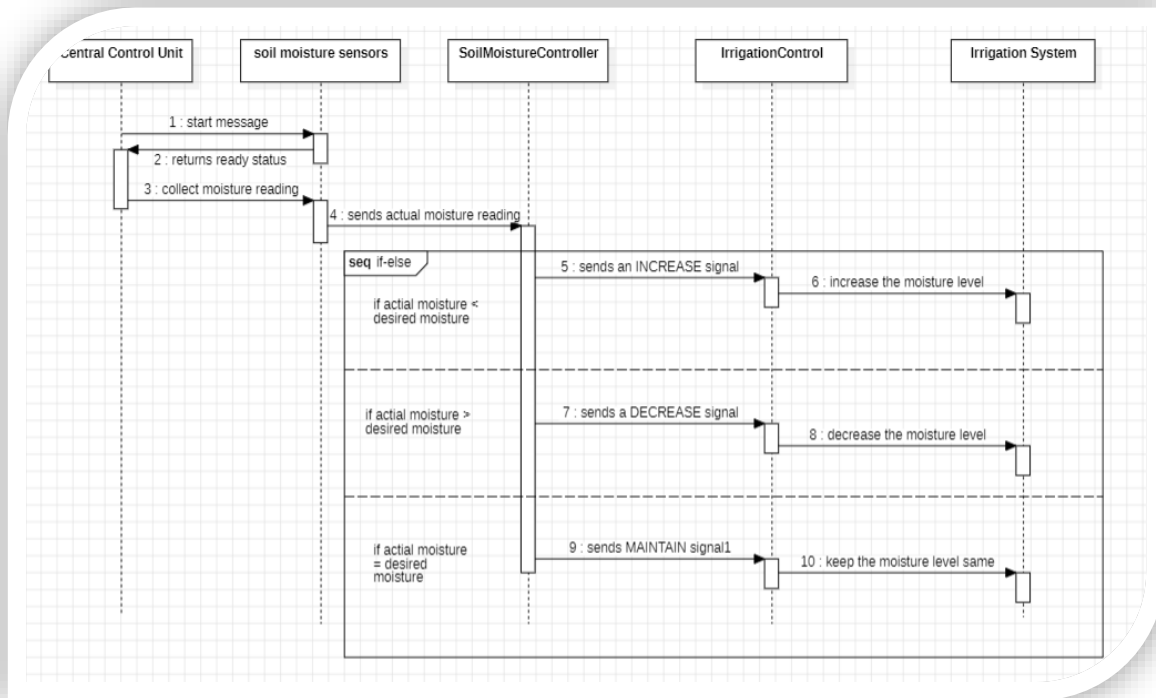 Central Control Unit
soil moisture sensors
SoilMoistureController
IrrigationControl
Irrigation System
1 : start message
2 : returns ready status
3 : collect moisture reading
4 : sends actual moisture reading
seq if-else
5 : sends an INCREASE signal
6 : increase the moisture level
if actial moisture <
desired moisture
7 : sends a DECREASE signal
8 : decrease the moisture level
if actial moisture >
desired moisture
9 : sends MAINTAIN signal1
10 : keep the moisture level same
if actial moisture
= desired
moisture